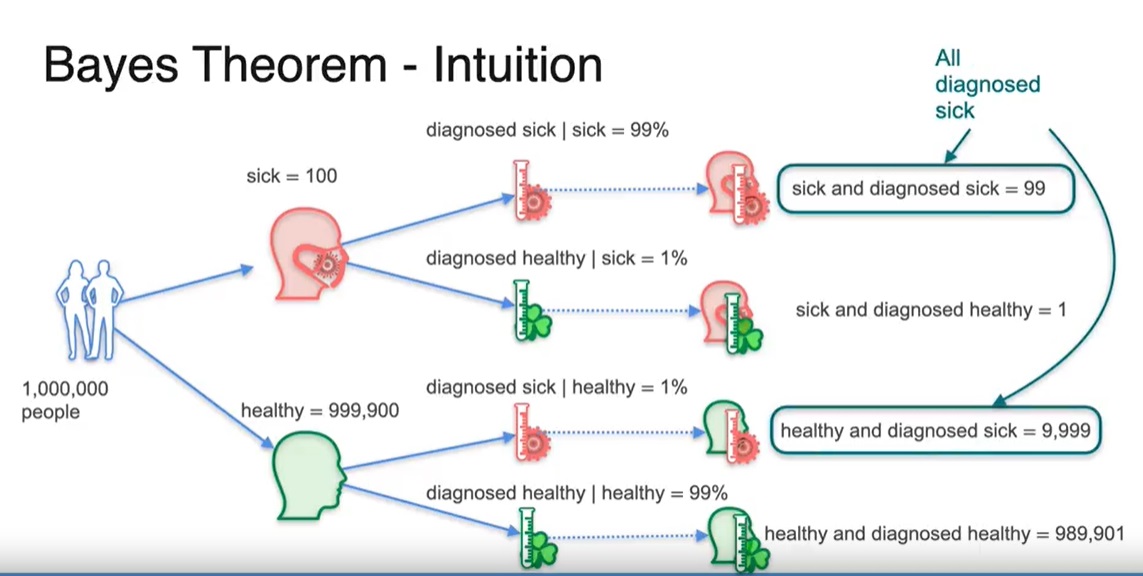 Bayes Theorem - Intuition
All
diagnosed
sick
diagnosed sick | sick = 99%
sick = 100
sick and diagnosed sick = 99
diagnosed healthy | sick = 1%
sick and diagnosed healthy = 1
1,000,000
people
diagnosed sick | healthy = 1%
healthy = 999,900
healthy and diagnosed sick = 9,999
diagnosed healthy | healthy = 99%
healthy and diagnosed healthy = 989,901